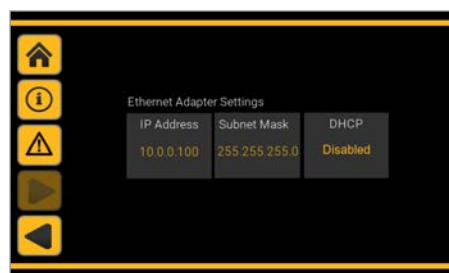 Ethernet Adapter Settings
IP Address Subnet Mask DHCP
10.0.0.100 255.255.255.0 Disabled